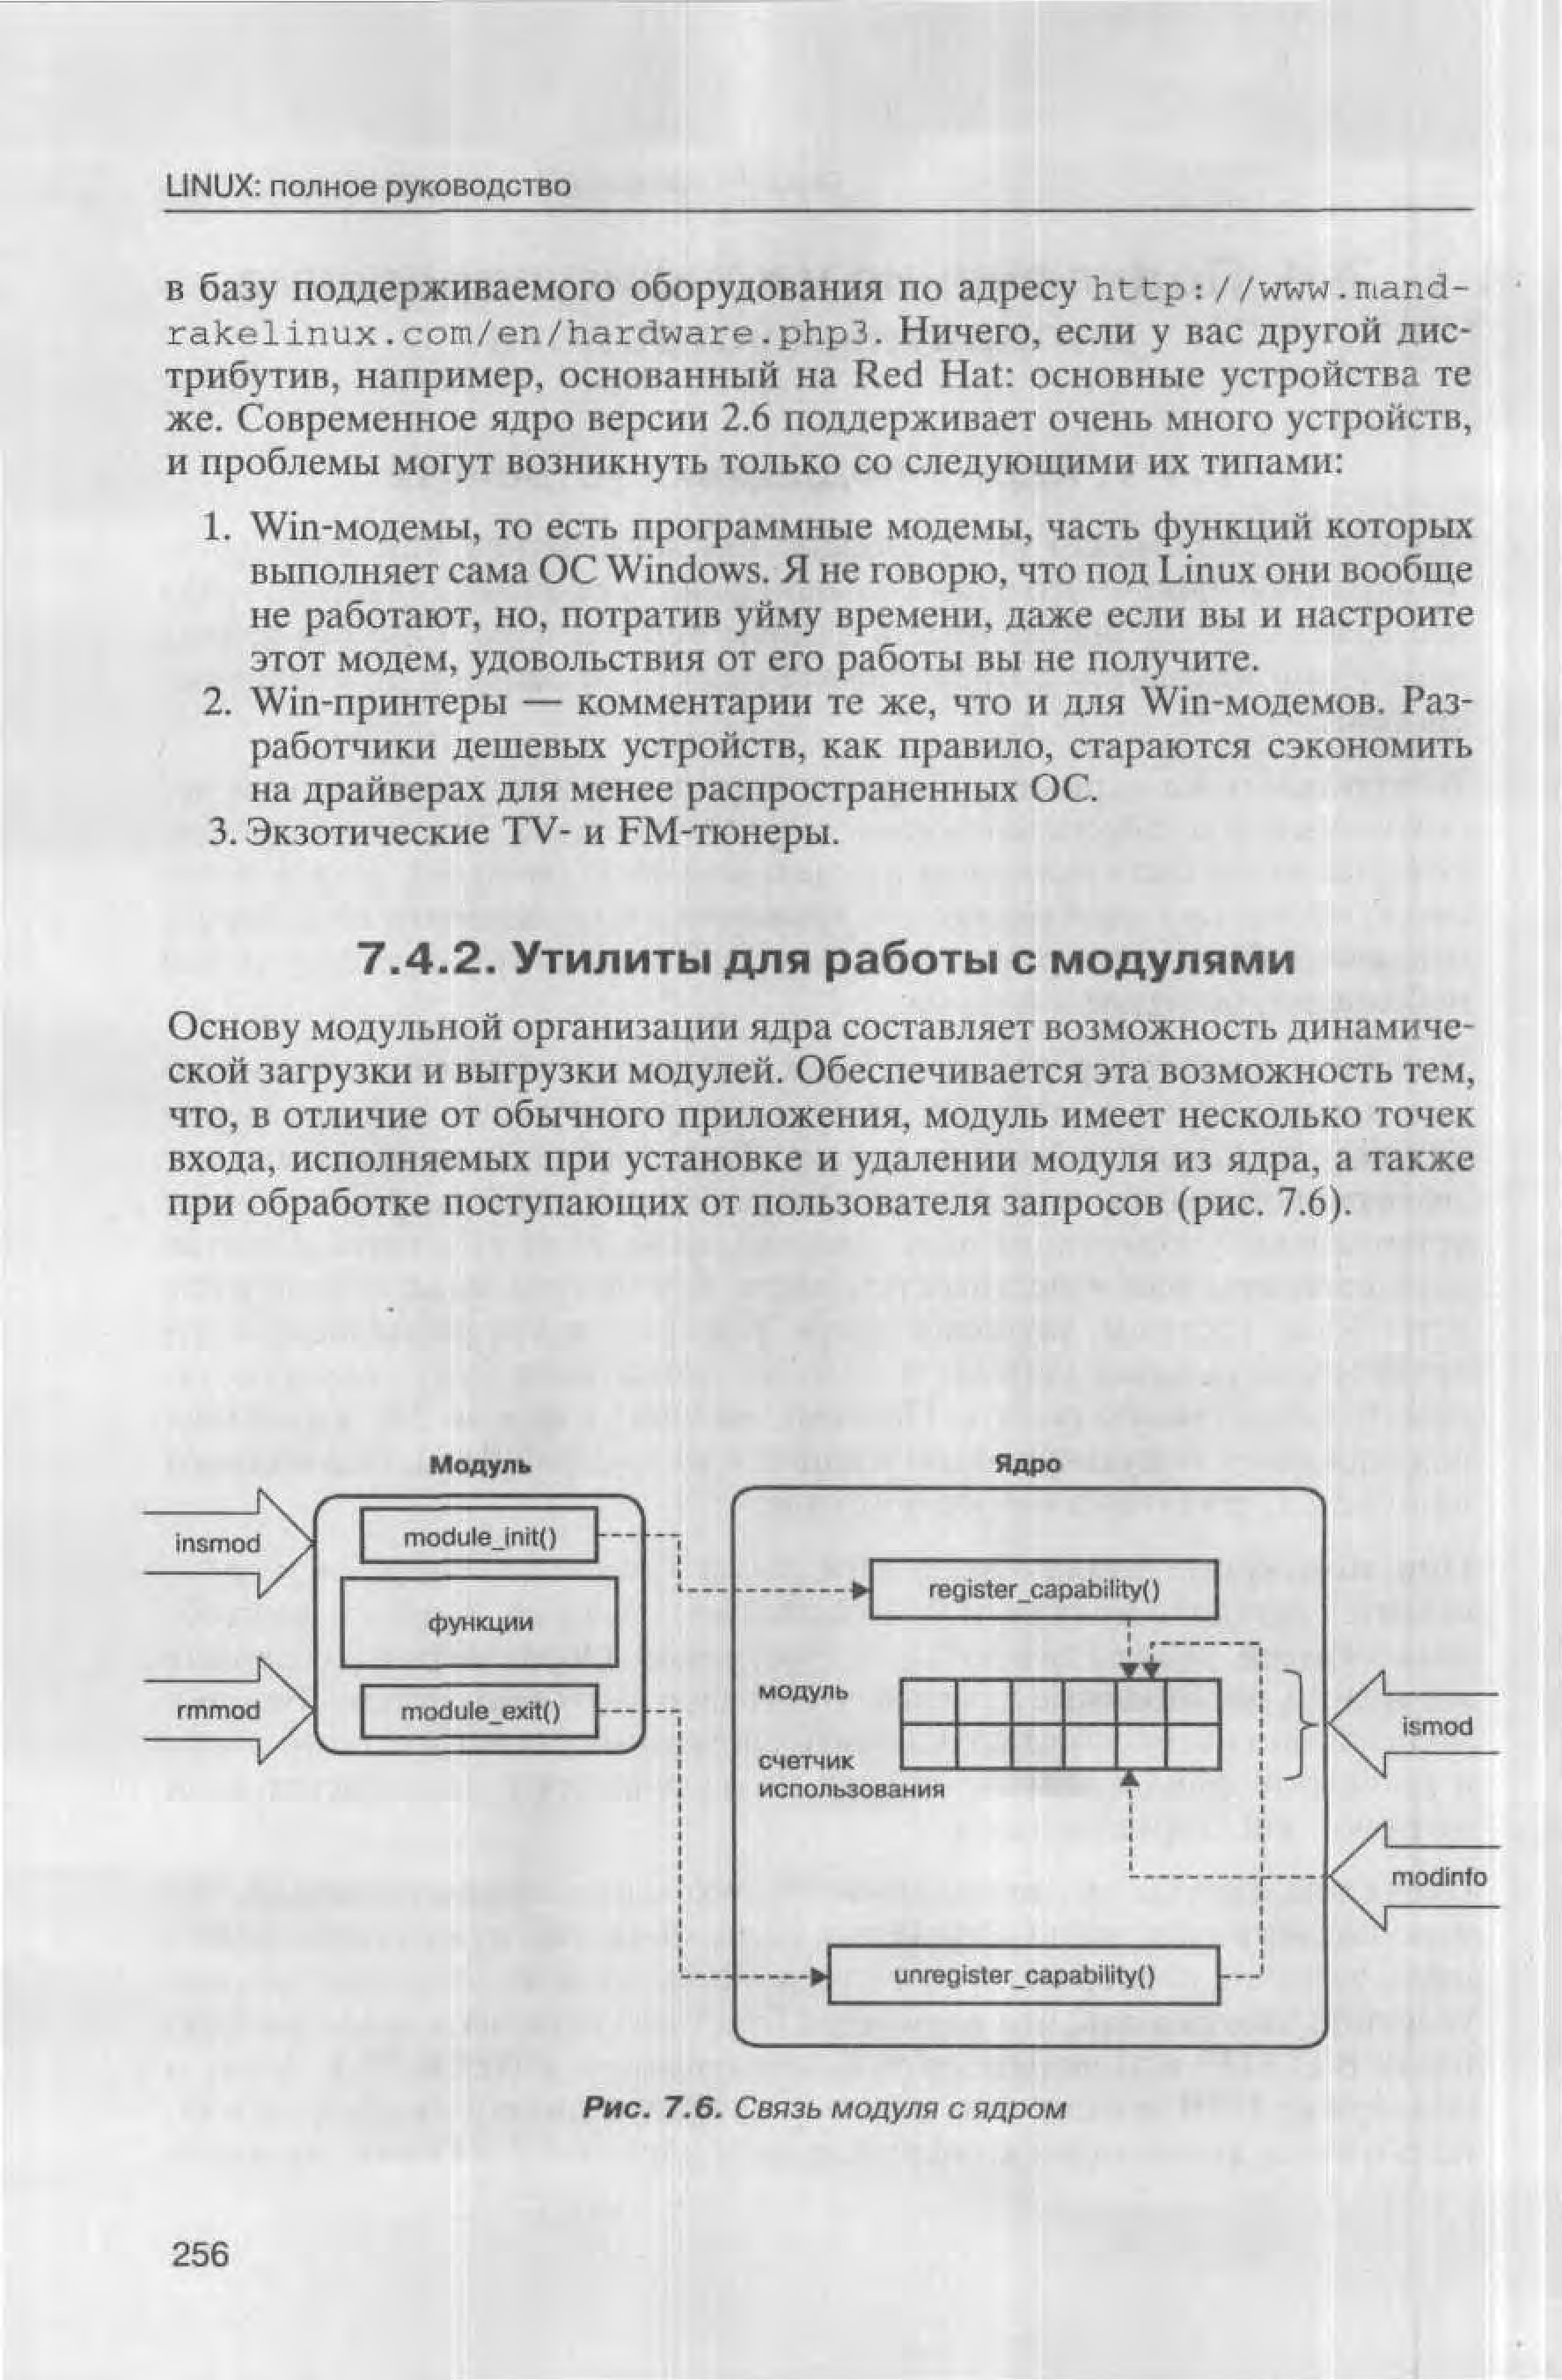 LINUX: полное руководство
в базу поддерживаемого оборудования по адресу http://www.mand-
rakelinux.com/en/hardware.php3. Ничего, если у вас другой дис-
трибутив, например, основанный на Red Hat: основные устройства те
же. Современное ядро версии 2.6 поддерживает очень много устройств,
и проблемы могут возникнуть только со следующими их типами:
1. Win-модемы, то есть программные модемы, часть функций которых
выполняет сама ОС Windows. Я не говорю, что под Linux они вообще
не работают, но, потратив уйму времени, даже если вы и настроите
этот модем, удовольствия от его работы вы не получите.
2. Win-принтеры — комментарии те же, что и для Win-модемов. Раз-
работчики дешевых устройств, как правило, стараются сэкономить
на драйверах для менее распространенных ОС.
3. Экзотические TV- и FM-тюнеры.
7.4.2. Утилиты для работы с модулями
Основу модульной организации ядра составляет возможность динамиче-
ской загрузки и выгрузки модулей. Обеспечивается эта возможность тем,
что, в отличие от обычного приложения, модуль имеет несколько точек
входа, исполняемых при установке и удалении модуля из ядра, а также
при обработке поступающих от пользователя запросов (рис. 7.6).
Модуль
Ядро
insmod
module_init()
register_capability()
функции
rmmod
module_exit()
модуль
счетчик
использования
ismod
modinfo
unregister_capability()
Рис. 7.6. Связь модуля с ядром
256